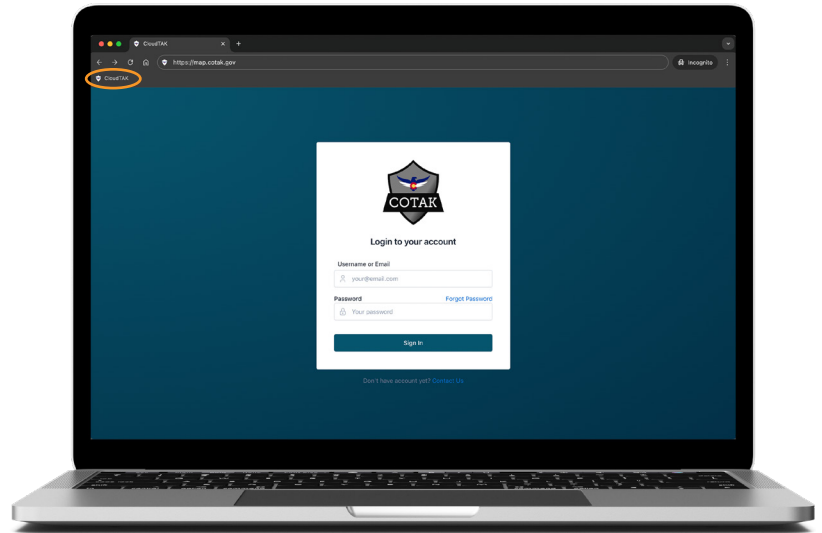 CloudTAK
https://map.cotak.gov
Incognito
CloudTAK
COTAK
Login to your account
Username or Email
your@email.com
Password
Forgot Password
Your password
Sign In
Don't have account yet? Contact Us